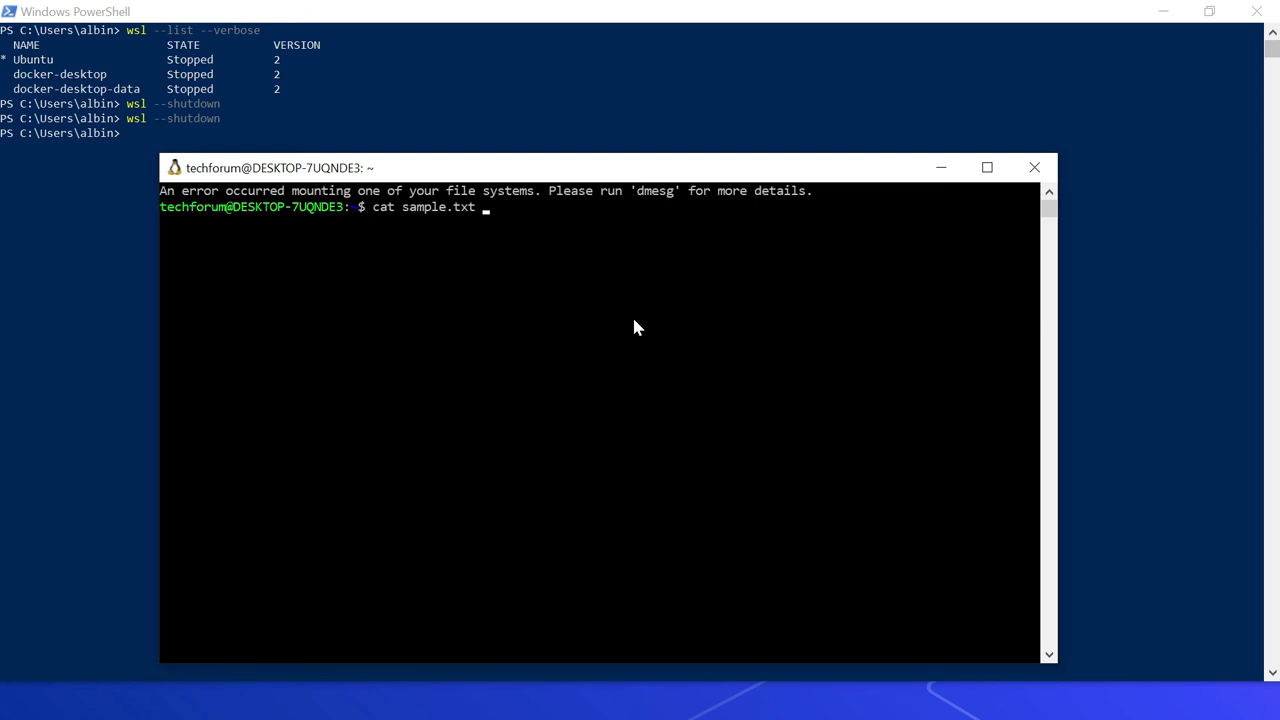 Windows PowerShell
PS C:\Users\albin> wsl --list --verbose
  NAME                   STATE           VERSION
* Ubuntu                 Stopped         2
  docker-desktop         Stopped         2
  docker-desktop-data    Stopped         2
PS C:\Users\albin> wsl --shutdown
PS C:\Users\albin> wsl --shutdown
PS C:\Users\albin>
techforum@DESKTOP-7UQNDE3: ~
An error occurred mounting one of your file systems. Please run 'dmesg' for more details.
techforum@DESKTOP-7UQNDE3:~$ cat sample.txt